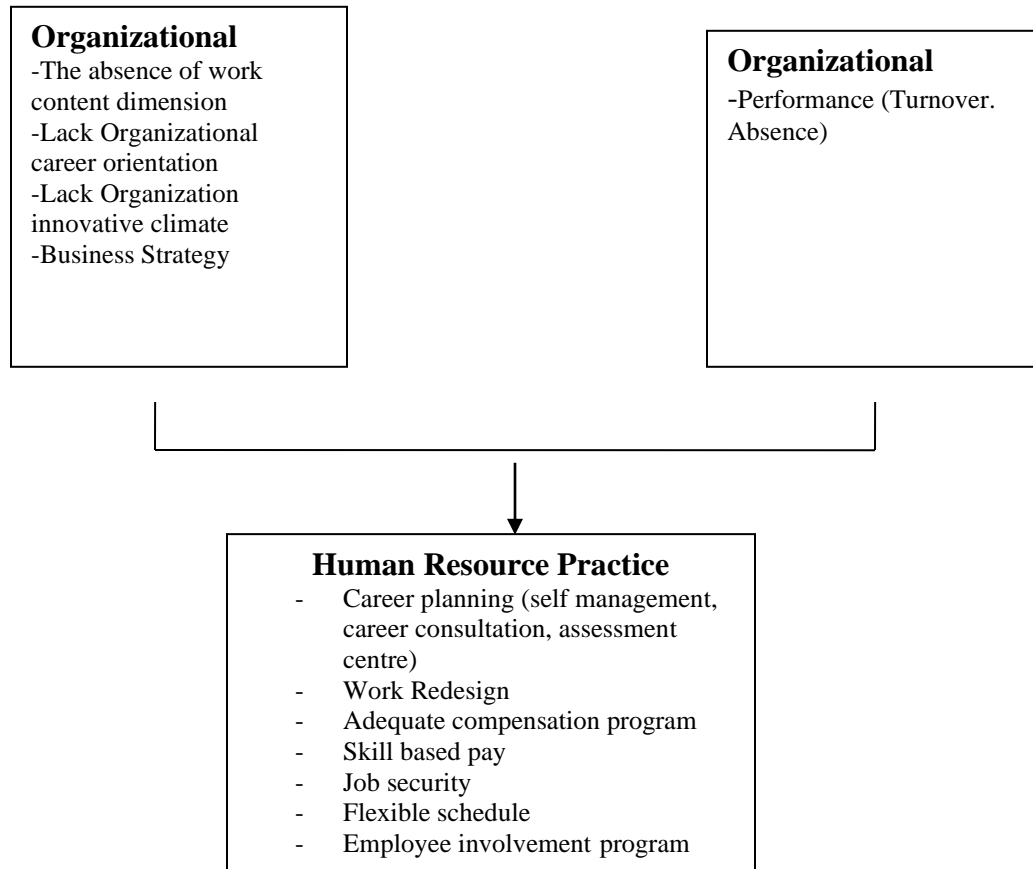 Organizational
-The absence of work
content dimension
-Lack Organizational
career orientation
-Lack Organization
innovative climate
-Business Strategy
Organizational
-Performance (Turnover.
Absence)
Human Resource Practice
- Career planning (self management,
career consultation, assessment
centre)
- Work Redesign
- Adequate compensation program
- Skill based pay
- Job security
- Flexible schedule
- Employee involvement program